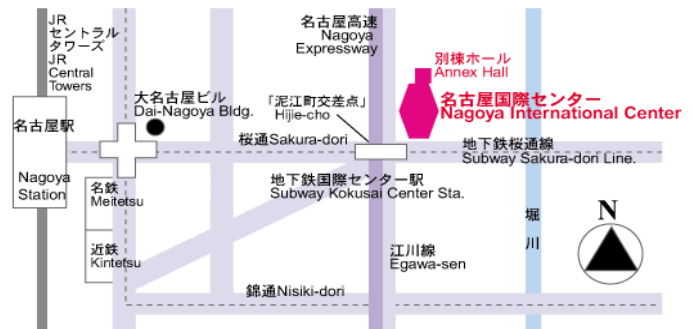 JR
セントラル
タワーズ
JR
Central
Towers
名古屋高速
Nagoya
Expressway
別棟ホール
Annex Hall
大名古屋ビル
Dai-Nagoya Bldg.
「泥江町交差点」
Hijie-cho
名古屋国際センター
Nagoya International Center
名古屋駅
桜通Sakura-dori
地下鉄桜通線
Subway Sakura-dori Line.
Nagoya
Station
名鉄
Meitetsu
地下鉄国際センター駅
Subway Kokusai Center Sta.
堀
川
N
近鉄
Kintetsu
江川線
Egawa-sen
錦通Nisiki-dori